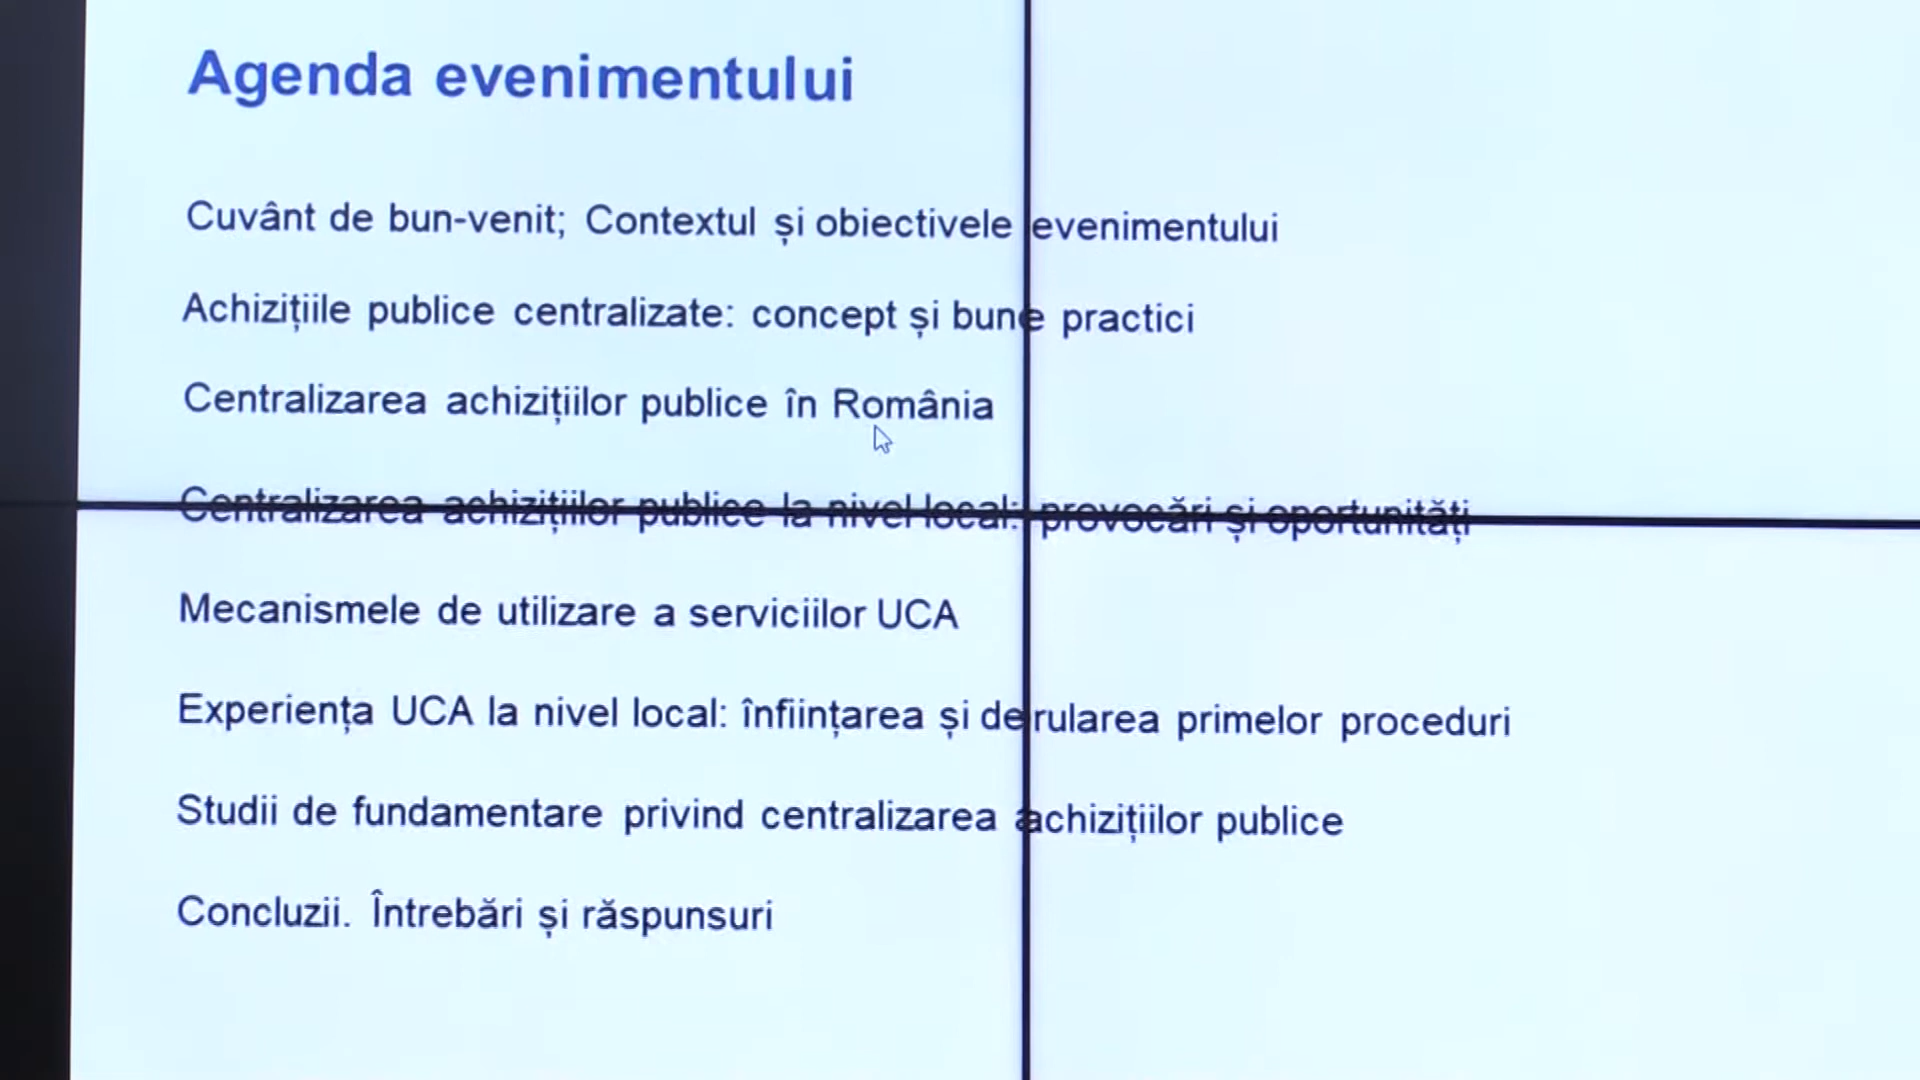 Agenda evenimentului
Cuvânt de bun-venit; Contextul și obiectivele evenimentului
Achizițiile publice centralizate: concept și bune practici
Centralizarea achizițiilor publice în România
Centralizarea achizițiilor publice la nivel local: provocări și oportunități
Mecanismele de utilizare a serviciilor UCA
Experiența UCA la nivel local: înființarea și derularea primelor proceduri
Studii de fundamentare privind centralizarea achizițiilor publice
Concluzii. Întrebări și răspunsuri